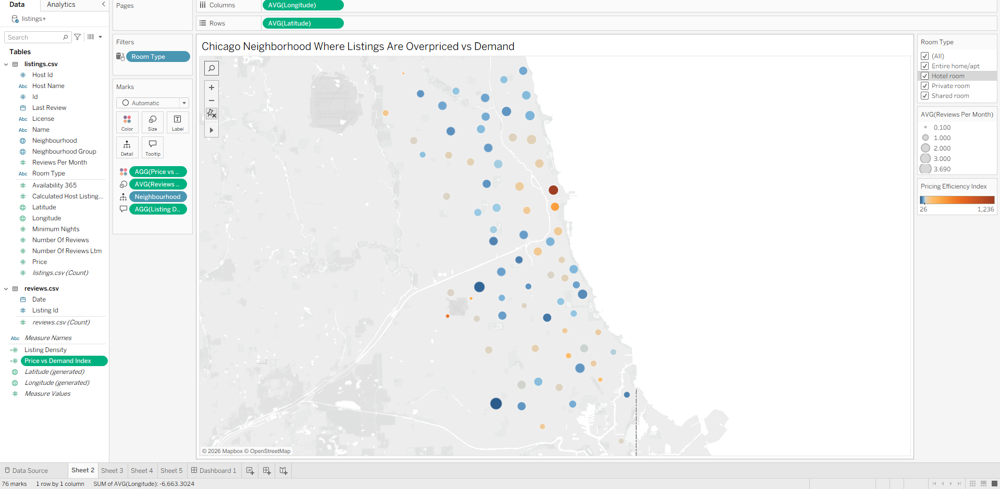 Data
Analytics
listings+
Search
Tables
listings.csv
Host Id
Abc Host Name
Id
Last Review
Abc License
Abc Name
Neighbourhood
Neighbourhood Group
Reviews Per Month
Abc Room Type
Availability 365
Calculated Host Listing...
Latitude
Longitude
Minimum Nights
Number Of Reviews
Number Of Reviews Ltm
Price
listings.csv (Count)
reviews.csv
Date
Listing Id
reviews.csv (Count)
Abc Measure Names
Listing Density
Price vs Demand Index
Latitude (generated)
Longitude (generated)
Measure Values
Pages
Filters
Room Type
Marks
Automatic
Color
Size
Label
Detail
Tooltip
AGG(Price vs ..
AVG(Reviews ..
Neighbourhood
AGG(Listing D..
Columns
AVG(Longitude)
Rows
AVG(Latitude)
Chicago Neighborhood Where Listings Are Overpriced vs Demand
© 2026 Mapbox © OpenStreetMap
Room Type
(All)
Entire home/apt
Hotel room
Private room
Shared room
AVG(Reviews Per Month)
0.100
1.000
2.000
3.000
3.690
Pricing Efficiency Index
26
1,236
Data Source
Sheet 2
Sheet 3
Sheet 4
Sheet 5
Dashboard 1
76 marks
1 row by 1 column
SUM of AVG(Longitude): -6,663.3024